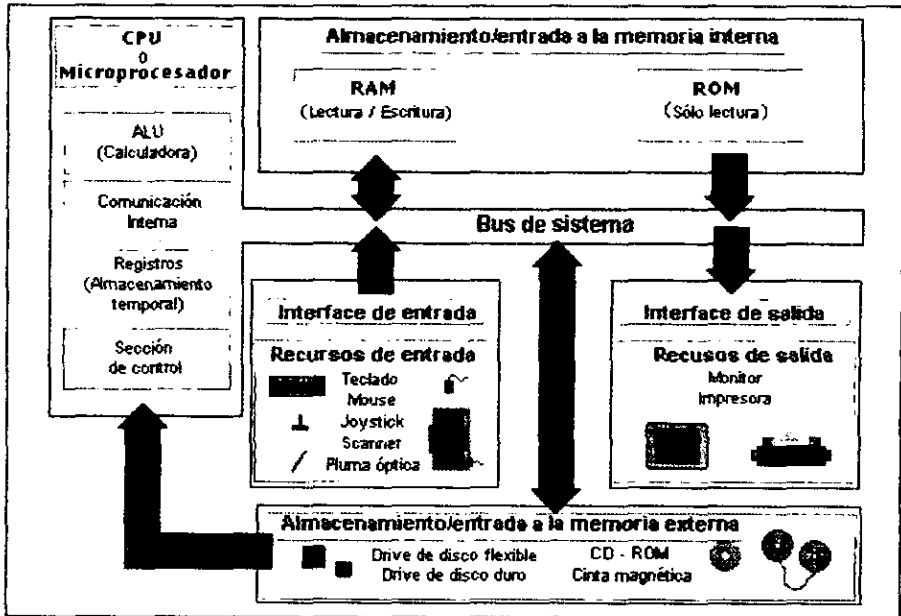 CPU
O
Microprocesador
ALU
(Calculadora)
Comunicación
Interna
Registros
(Almacenamiento
temporal)
Sección
de control
Almacenamiento/entrada a la memoria interna
RAM
(Lectura / Escritura)
ROM
(Sólo lectura)
Bus de sistema
Interface de entrada
Recursos de entrada
Teclado
Mouse
Joystick
Scanner
Pluma óptica
Interface de salida
Recusos de salida
Monitor
Impresora
Almacenamiento/entrada a la memoria externa
Drive de disco flexible
Drive de disco duro
CD - ROM
Cinta magnética